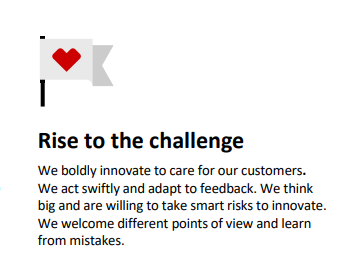 Rise to the challenge
We boldly innovate to care for our customers.
We act swiftly and adapt to feedback. We think
big and are willing to take smart risks to innovate.
We welcome different points of view and learn
from mistakes.